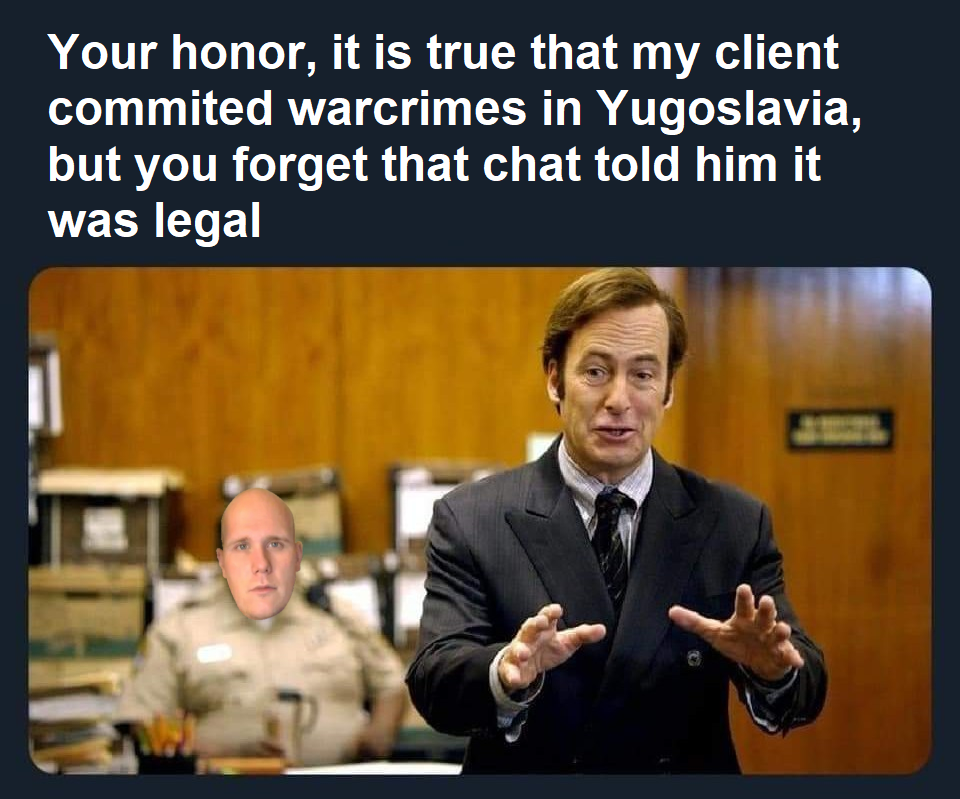 Your honor, it is true that my client
commited warcrimes in Yugoslavia,
but you forget that chat told him it
was legal